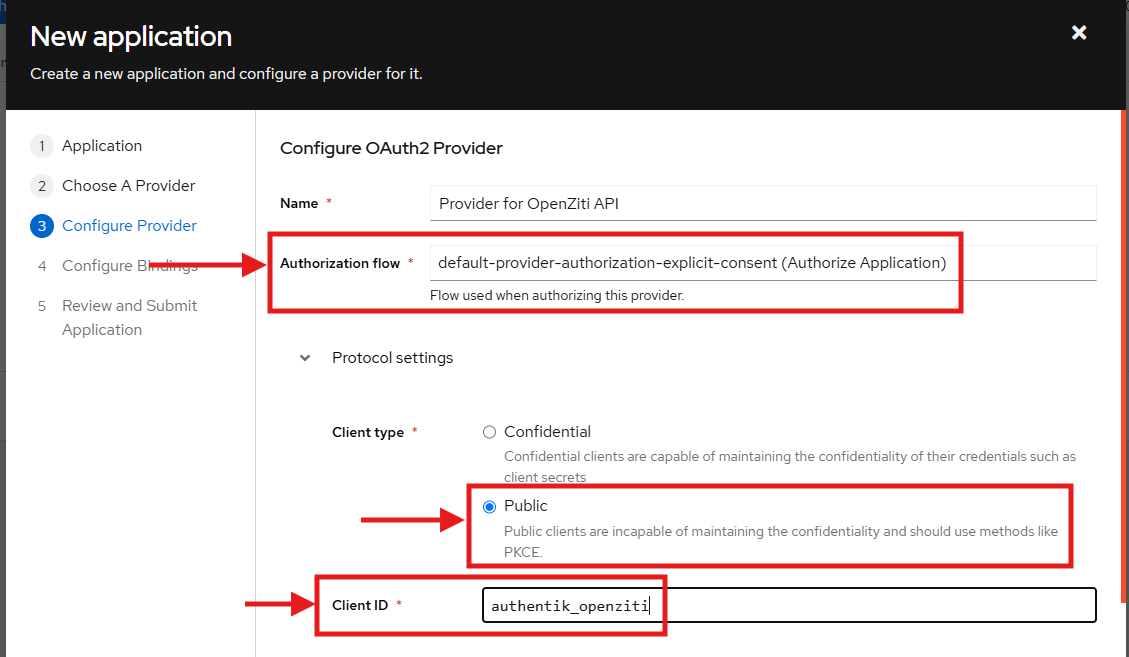 New application
Create a new application and configure a provider for it.
1 Application
2 Choose A Provider
3 Configure Provider
4 Configure Bindings
5 Review and Submit
Application
Configure OAuth2 Provider
Name *
Provider for OpenZiti API
Authorization flow *
default-provider-authorization-explicit-consent (Authorize Application)
Flow used when authorizing this provider.
Protocol settings
Client type *
Confidential
Confidential clients are capable of maintaining the confidentiality of their credentials such as
client secrets
Public
Public clients are incapable of maintaining the confidentiality and should use methods like
PKCE.
Client ID *
authentik_openziti